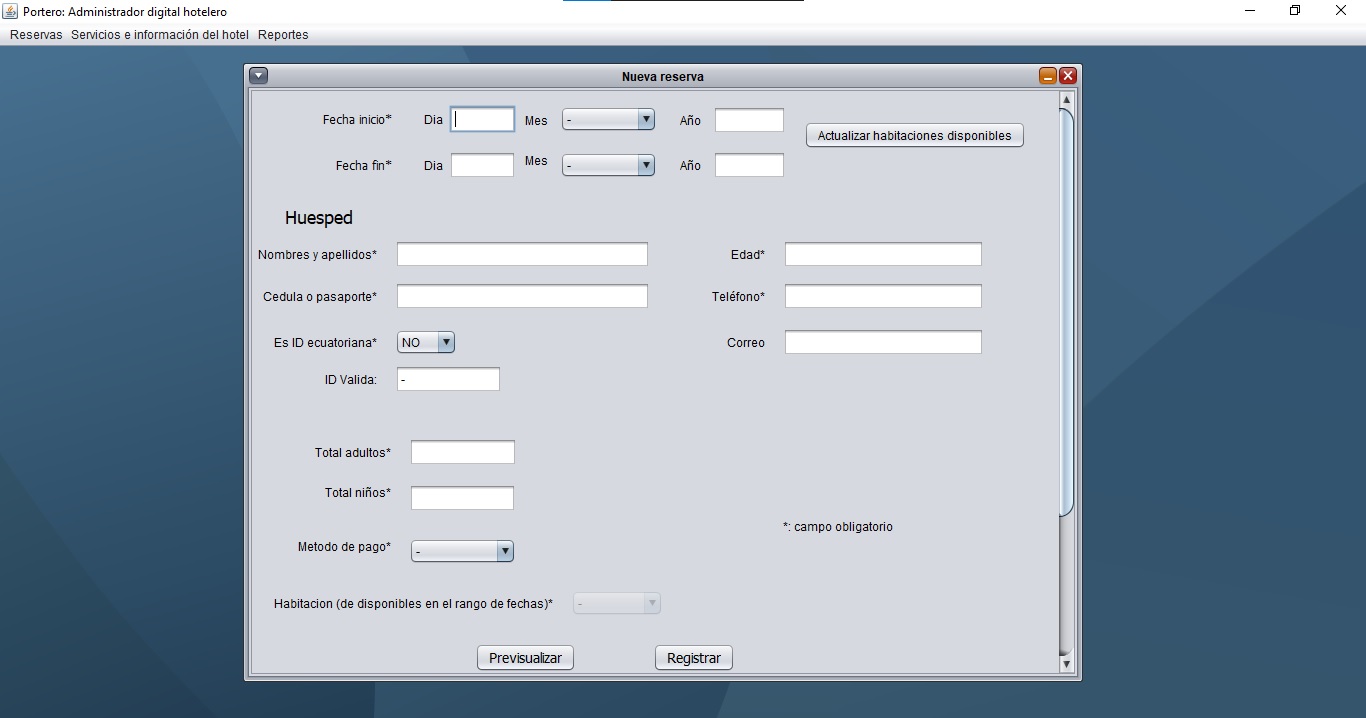 Portero: Administrador digital hotelero
Reservas Servicios e información del hotel Reportes
Nueva reserva
Fecha inicio* Dia Mes - Año
Actualizar habitaciones disponibles
Fecha fin* Dia Mes - Año
Huesped
Nombres y apellidos* Edad*
Cedula o pasaporte* Teléfono*
Es ID ecuatoriana* NO Correo
ID Valida: -
Total adultos*
Total niños*
*: campo obligatorio
Metodo de pago* -
Habitacion (de disponibles en el rango de fechas)* -
Previsualizar Registrar